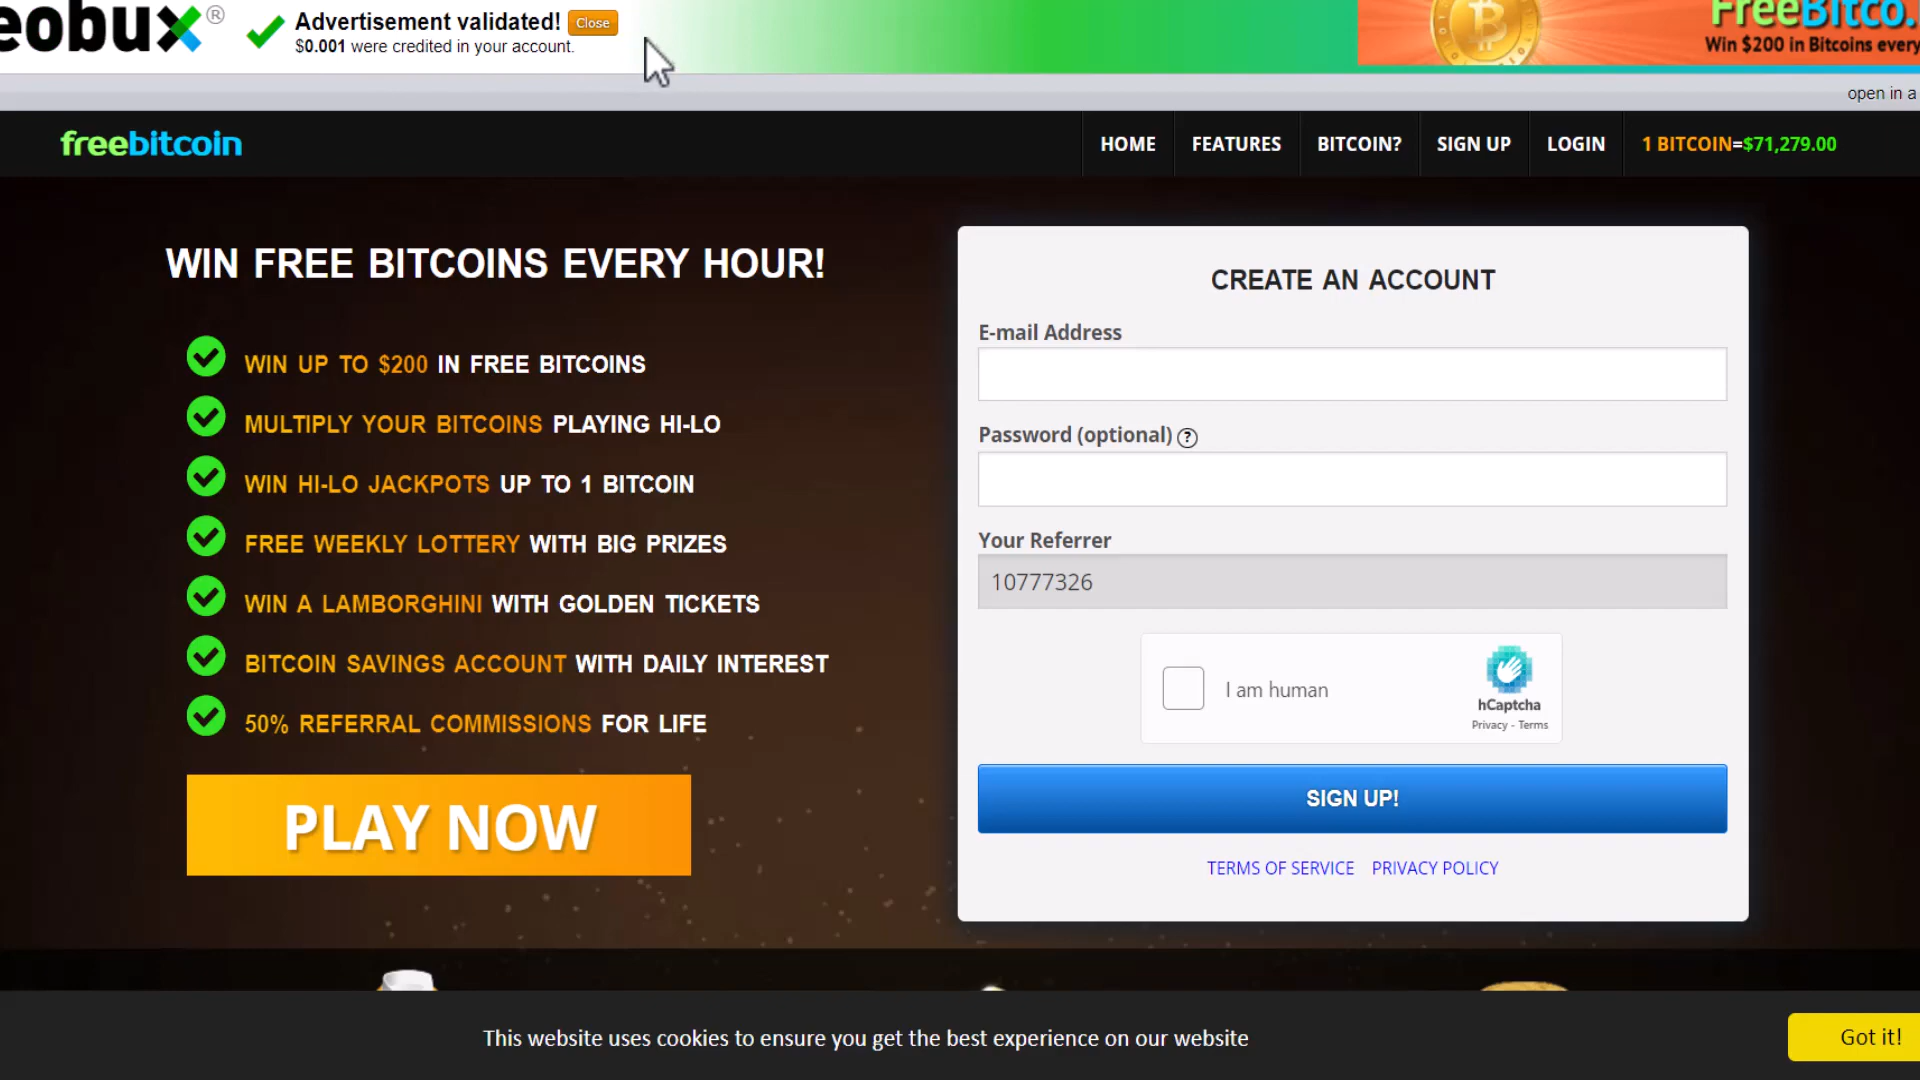 eobux®
Advertisement validated! Close
$0.001 were credited in your account.
FreeBitco.
Win $200 in Bitcoins every
open in a
freebitcoin
HOME FEATURES BITCOIN? SIGN UP LOGIN 1 BITCOIN=$71,279.00
WIN FREE BITCOINS EVERY HOUR!
WIN UP TO $200 IN FREE BITCOINS
MULTIPLY YOUR BITCOINS PLAYING HI-LO
WIN HI-LO JACKPOTS UP TO 1 BITCOIN
FREE WEEKLY LOTTERY WITH BIG PRIZES
WIN A LAMBORGHINI WITH GOLDEN TICKETS
BITCOIN SAVINGS ACCOUNT WITH DAILY INTEREST
50% REFERRAL COMMISSIONS FOR LIFE
PLAY NOW
CREATE AN ACCOUNT
E-mail Address
Password (optional) ?
Your Referrer
10777326
I am human
hCaptcha
Privacy - Terms
SIGN UP!
TERMS OF SERVICE PRIVACY POLICY
This website uses cookies to ensure you get the best experience on our website
Got it!